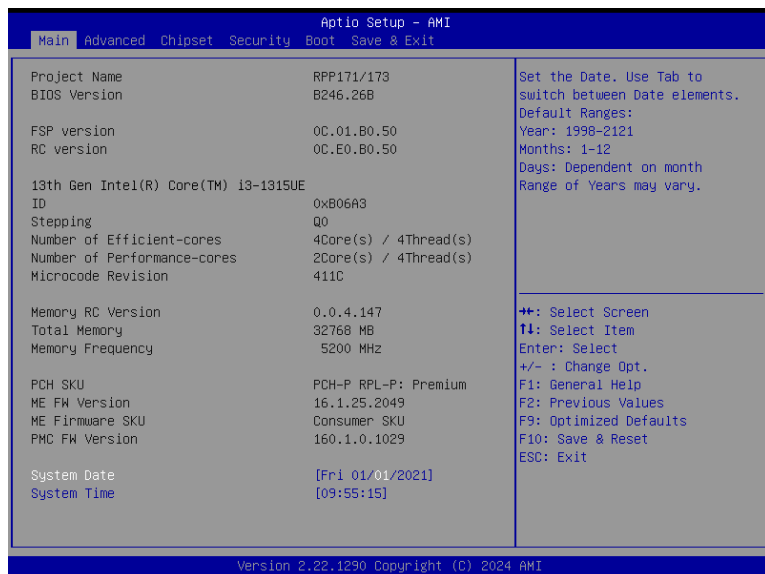 Aptio Setup – AMI
Main Advanced Chipset Security Boot Save & Exit
Project Name RPP171/173
BIOS Version B246.26B
FSP version 0C.01.B0.50
RC version 0C.E0.B0.50
13th Gen Intel(R) Core(TM) i3-1315UE
ID 0xB06A3
Stepping Q0
Number of Efficient-cores 4Core(s) / 4Thread(s)
Number of Performance-cores 2Core(s) / 4Thread(s)
Microcode Revision 411C
Memory RC Version 0.0.4.147
Total Memory 32768 MB
Memory Frequency 5200 MHz
PCH SKU PCH-P RPL-P: Premium
ME FW Version 16.1.25.2049
ME Firmware SKU Consumer SKU
PMC FW Version 160.1.0.1029
System Date [Fri 01/01/2021]
System Time [09:55:15]
Set the Date. Use Tab to
switch between Date elements.
Default Ranges:
Year: 1998-2121
Months: 1-12
Days: Dependent on month
Range of Years may vary.
→←: Select Screen
↑↓: Select Item
Enter: Select
+/- : Change Opt.
F1: General Help
F2: Previous Values
F9: Optimized Defaults
F10: Save & Reset
ESC: Exit
Version 2.22.1290 Copyright (C) 2024 AMI